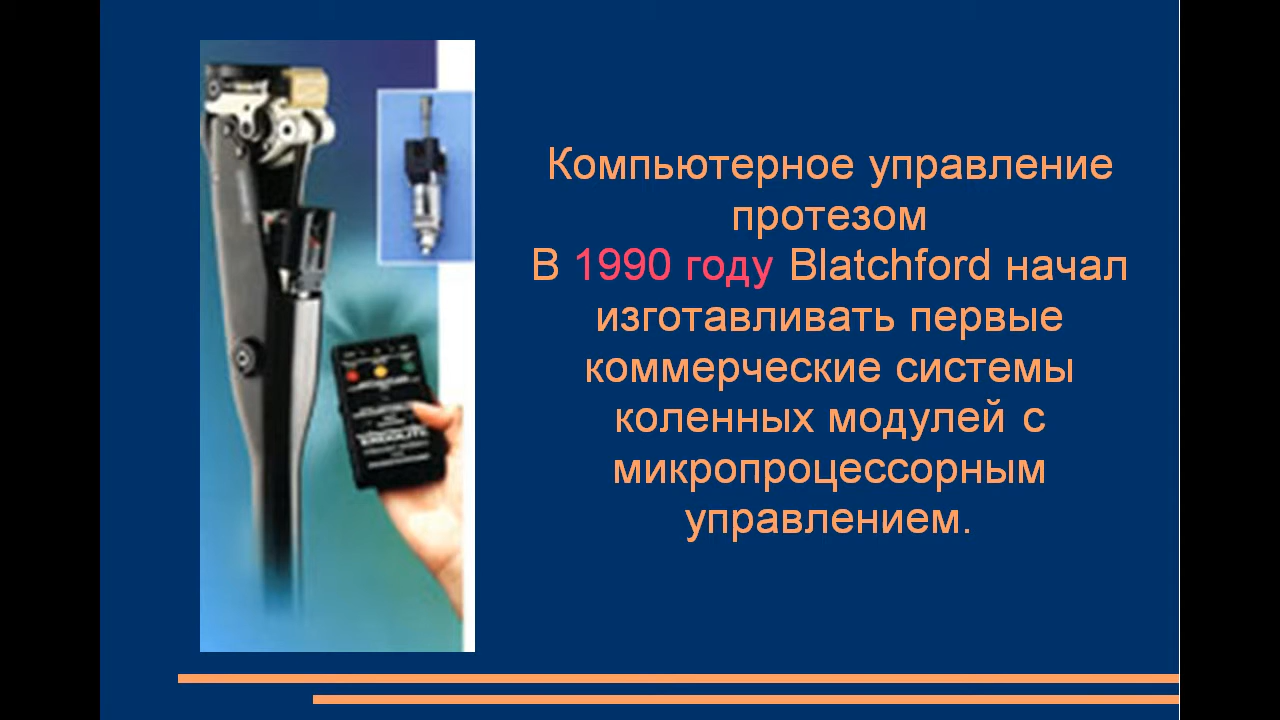 Компьютерное управление
протезом
В 1990 году Blatchford начал
изготавливать первые
коммерческие системы
коленных модулей с
микропроцессорным
управлением.